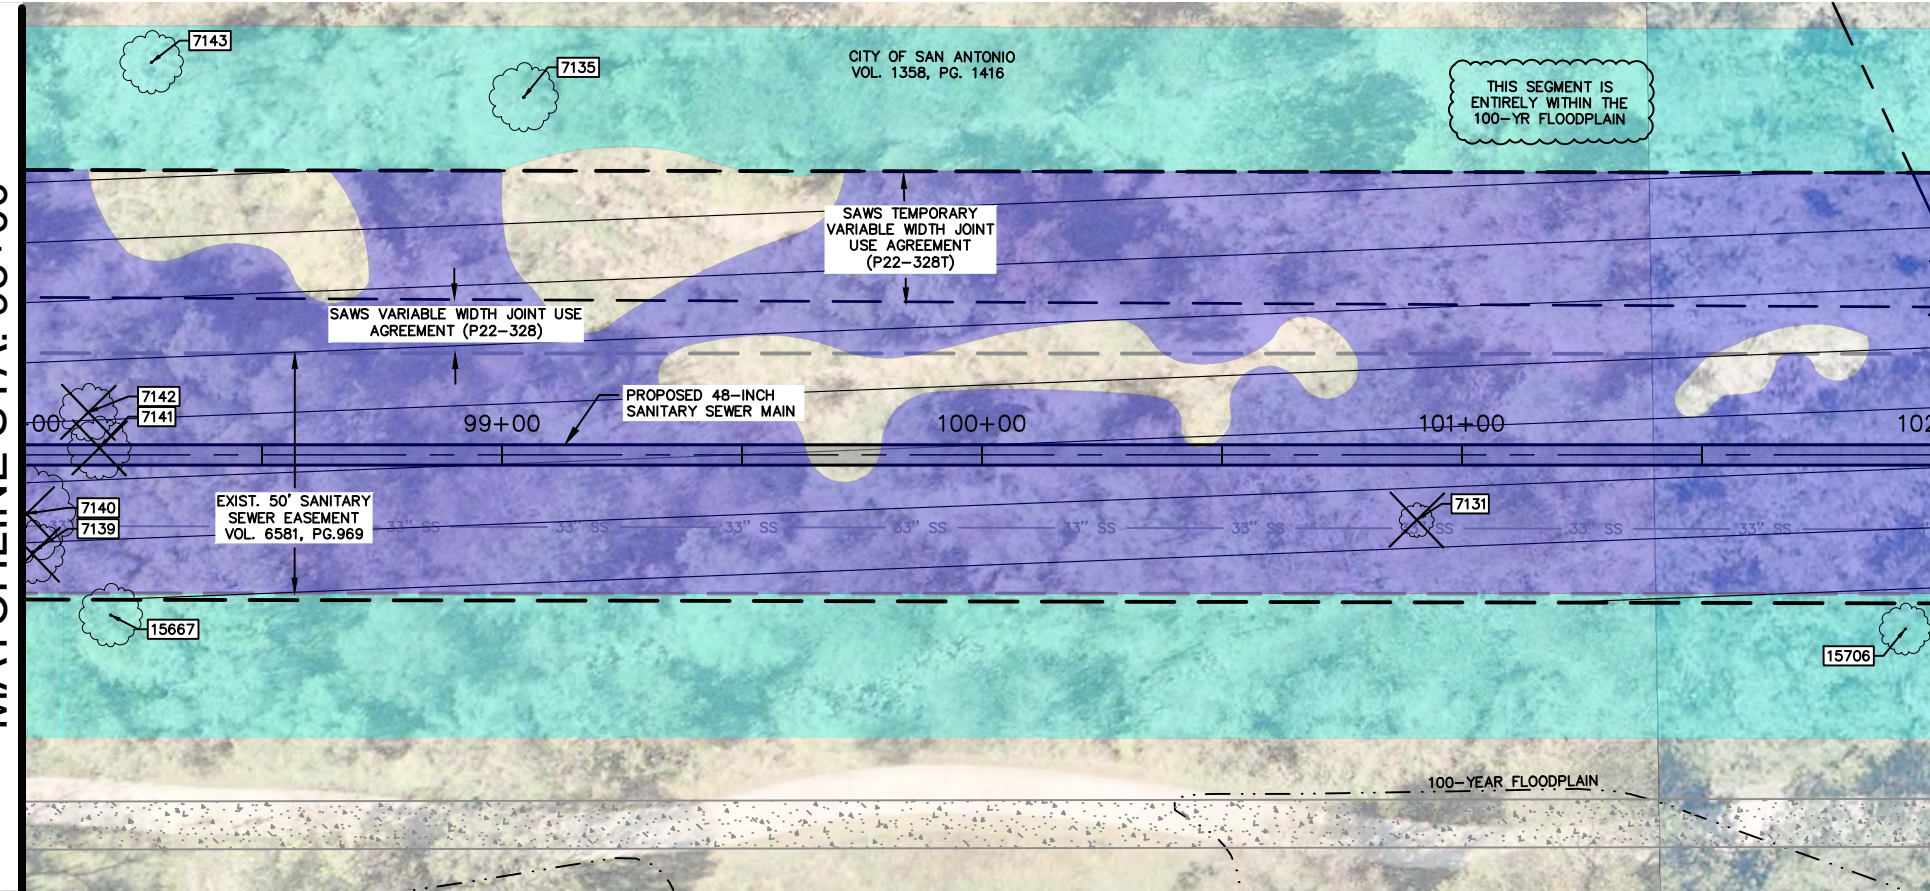 7143
7135
CITY OF SAN ANTONIO
VOL. 1358, PG. 1416
THIS SEGMENT IS
ENTIRELY WITHIN THE
100-YR FLOODPLAIN
SAWS TEMPORARY
VARIABLE WIDTH JOINT
USE AGREEMENT
(P22-328T)
SAWS VARIABLE WIDTH JOINT USE
AGREEMENT (P22-328)
PROPOSED 48-INCH
SANITARY SEWER MAIN
7142
7141
00
99+00
100+00
101+00
102
7140
7139
EXIST. 50' SANITARY
SEWER EASEMENT
VOL. 6581, PG.969
33" SS
33" SS
33" SS
33" SS
33" SS
33" SS
SS
33" SS
33" SS
7131
15667
15706
100-YEAR FLOODPLAIN